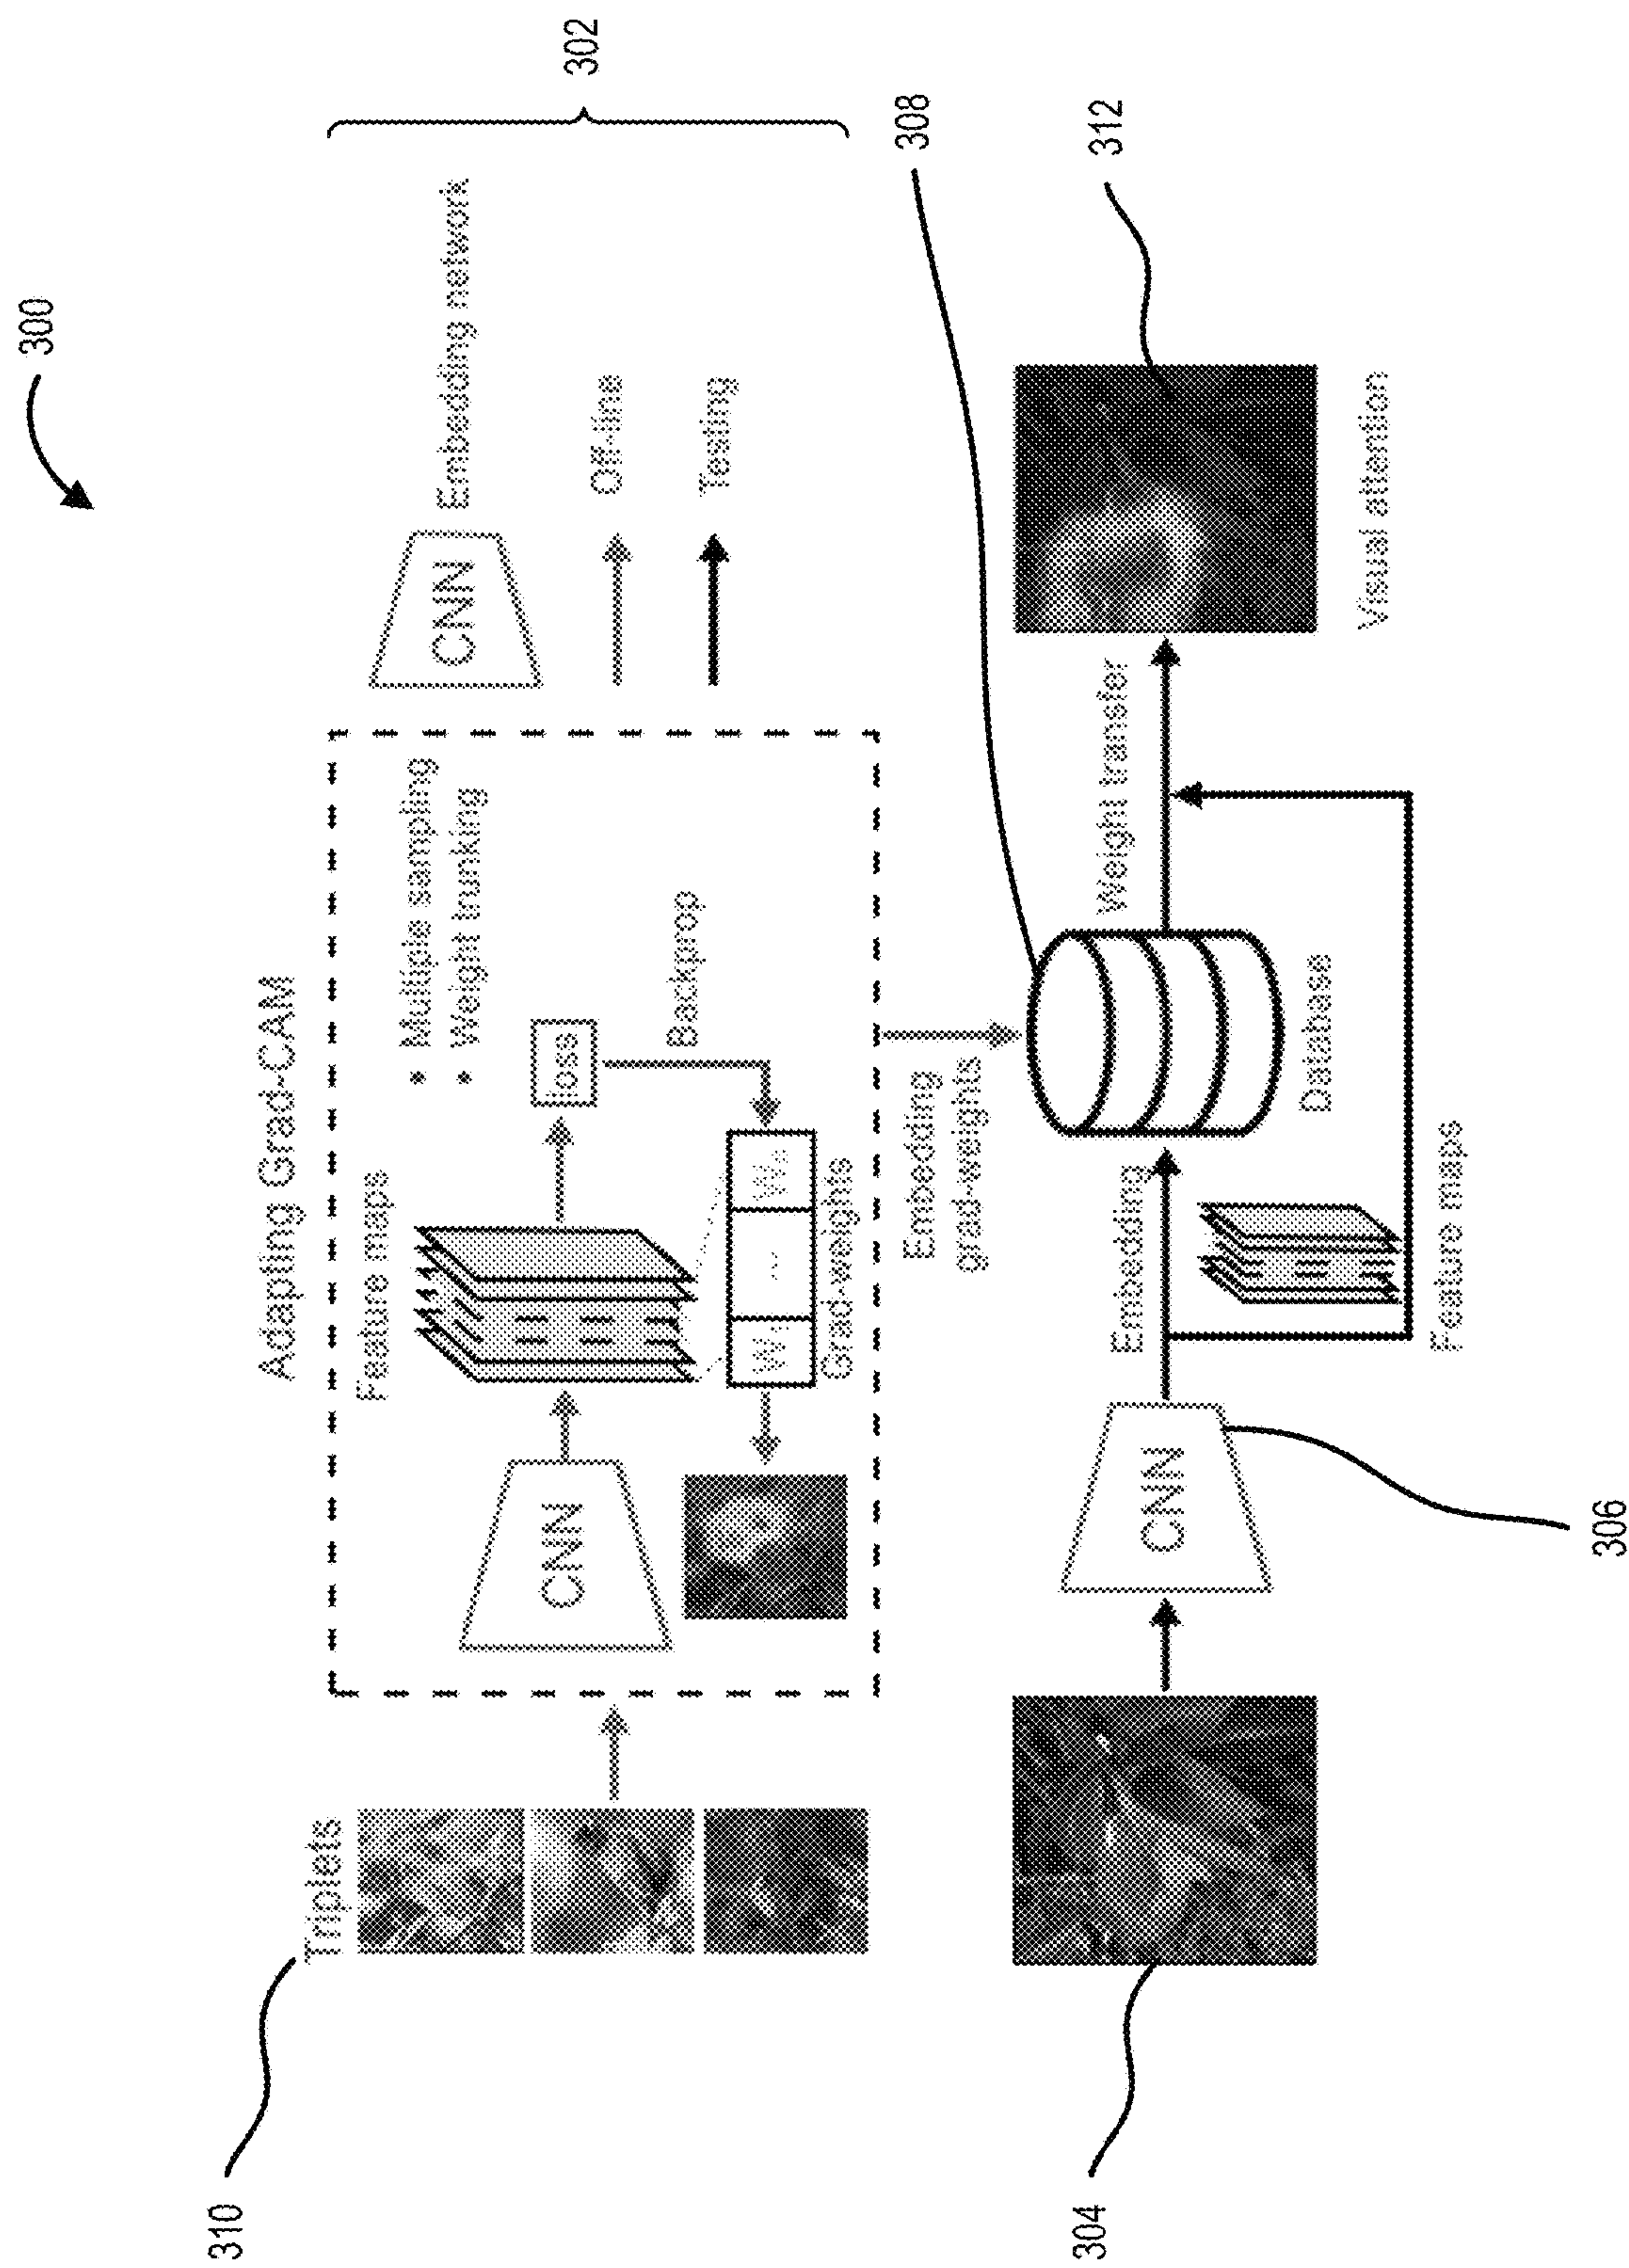 300
302
Adapting Grad-CAM
Triplets
310
Feature maps
• Multiple sampling
• Weight trunking
CNN
loss
Backprop
W₁
...
Grad-weights
CNN
Embedding network
Off-line
Testing
308
312
Embedding
grad-weights
304
CNN
306
Embedding
Database
Weight transfer
Feature maps
Visual attention